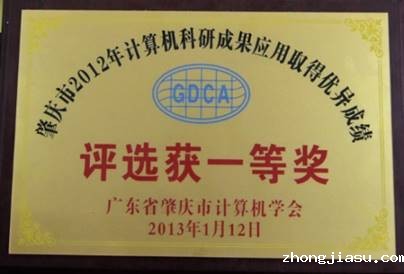 肇庆市2012年计算机科研成果应用取得优异成绩
GDCA
评选获一等奖
广东省肇庆市计算机学会
2013年1月12日
zhongjiasu.com